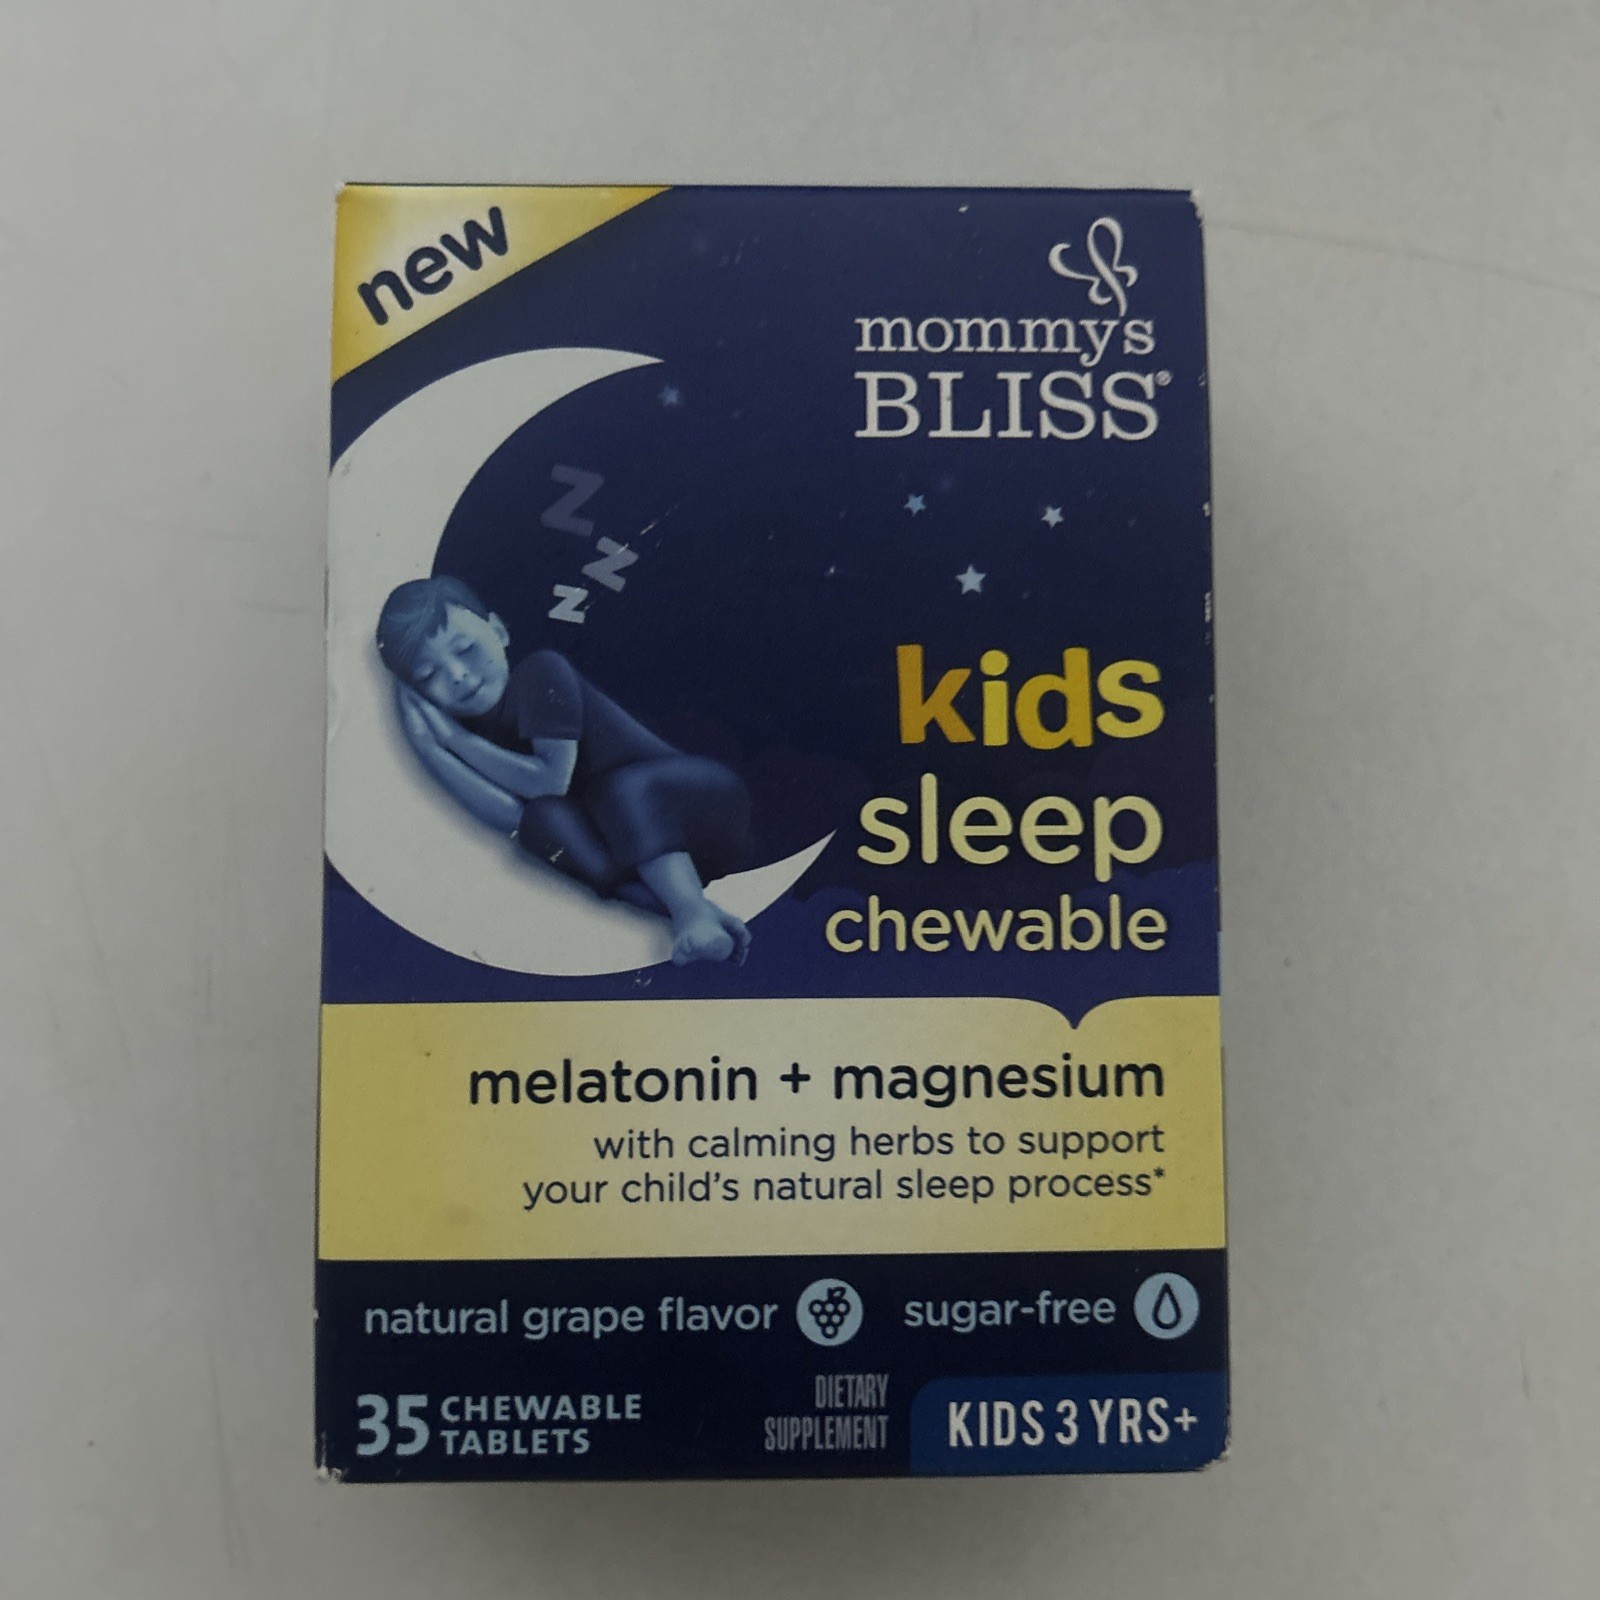 new
mommy's
BLISS®
z
z
z
kids
sleep
chewable
melatonin + magnesium
with calming herbs to support
your child's natural sleep process*
natural grape flavor
sugar-free
35 CHEWABLE
TABLETS
DIETARY
SUPPLEMENT
KIDS 3 YRS+